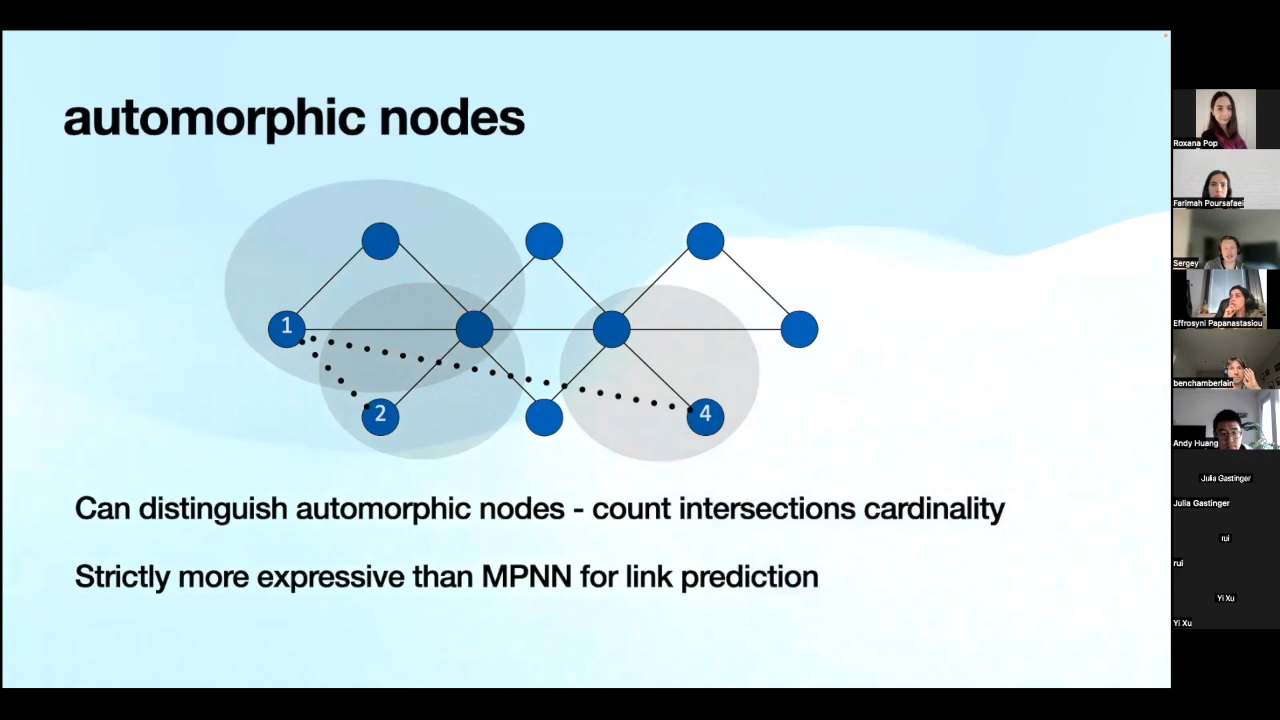 automorphic nodes
1
2
4
Can distinguish automorphic nodes - count intersections cardinality
Strictly more expressive than MPNN for link prediction
Roxana Pop
Farimah Poursafaei
Sergey
Effrosyni Papanastasiou
benchamberlain
Andy Huang
Julia Gastinger
Julia Gastinger
rui
rui
Yi Xu
Yi Xu